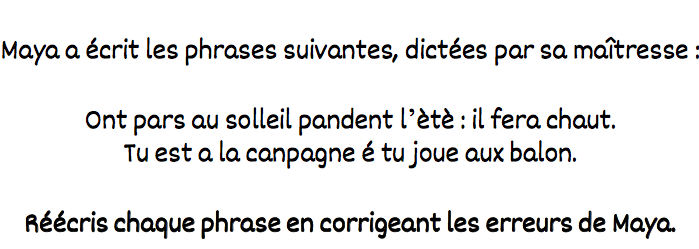 Maya a écrit les phrases suivantes, dictées par sa maîtresse :
Ont pars au solleil pandent l'ètè : il fera chaut.
Tu est a la canpagne é tu joue aux balon.
Réécris chaque phrase en corrigeant les erreurs de Maya.